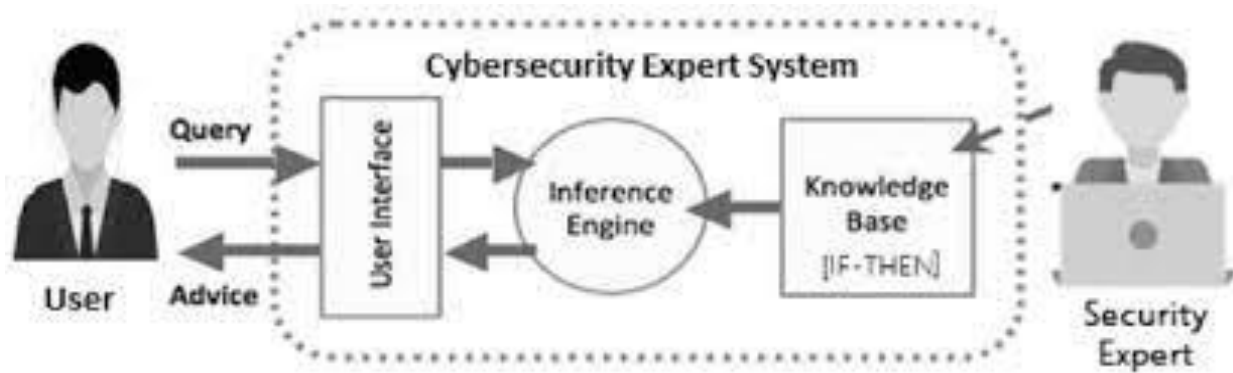 Cybersecurity Expert System
Query
User Interface
Inference
Engine
Knowledge
Base
[IF-THEN]
Advice
User
Security
Expert